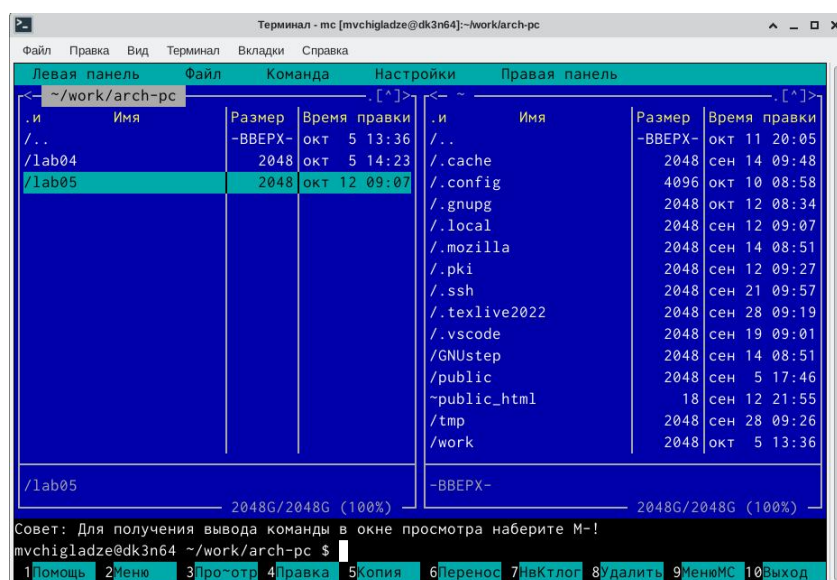 Терминал - mc [mvchigladze@dk3n64]:~/work/arch-pc
Файл Правка Вид Терминал Вкладки Справка
Левая панель Файл Команда Настройки Правая панель
<- ~/work/arch-pc .[^]> <- ~ .[^]>
.и Имя Размер Время правки .и Имя Размер Время правки
/.. -ВВЕРХ- окт 5 13:36 /.. -ВВЕРХ- окт 11 20:05
/lab04 2048 окт 5 14:23 /.cache 2048 сен 14 09:48
/lab05 2048 окт 12 09:07 /.config 4096 окт 10 08:58
/.gnupg 2048 окт 12 08:34
/.local 2048 сен 12 09:07
/.mozilla 2048 сен 14 08:51
/.pki 2048 сен 12 09:27
/.ssh 2048 сен 21 09:57
/.texlive2022 2048 сен 28 09:19
/.vscode 2048 сен 19 09:01
/GNUstep 2048 сен 14 08:51
/public 2048 сен 5 17:46
~public_html 18 сен 12 21:55
/tmp 2048 сен 28 09:26
/work 2048 окт 5 13:36
/lab05 -ВВЕРХ-
2048G/2048G (100%) 2048G/2048G (100%)
Совет: Для получения вывода команды в окне просмотра наберите M-!
mvchigladze@dk3n64 ~/work/arch-pc $
1Помощь 2Меню 3Про~отр 4Правка 5Копия 6Перенос 7НвКтлог 8Удалить 9МенюMC 10Выход